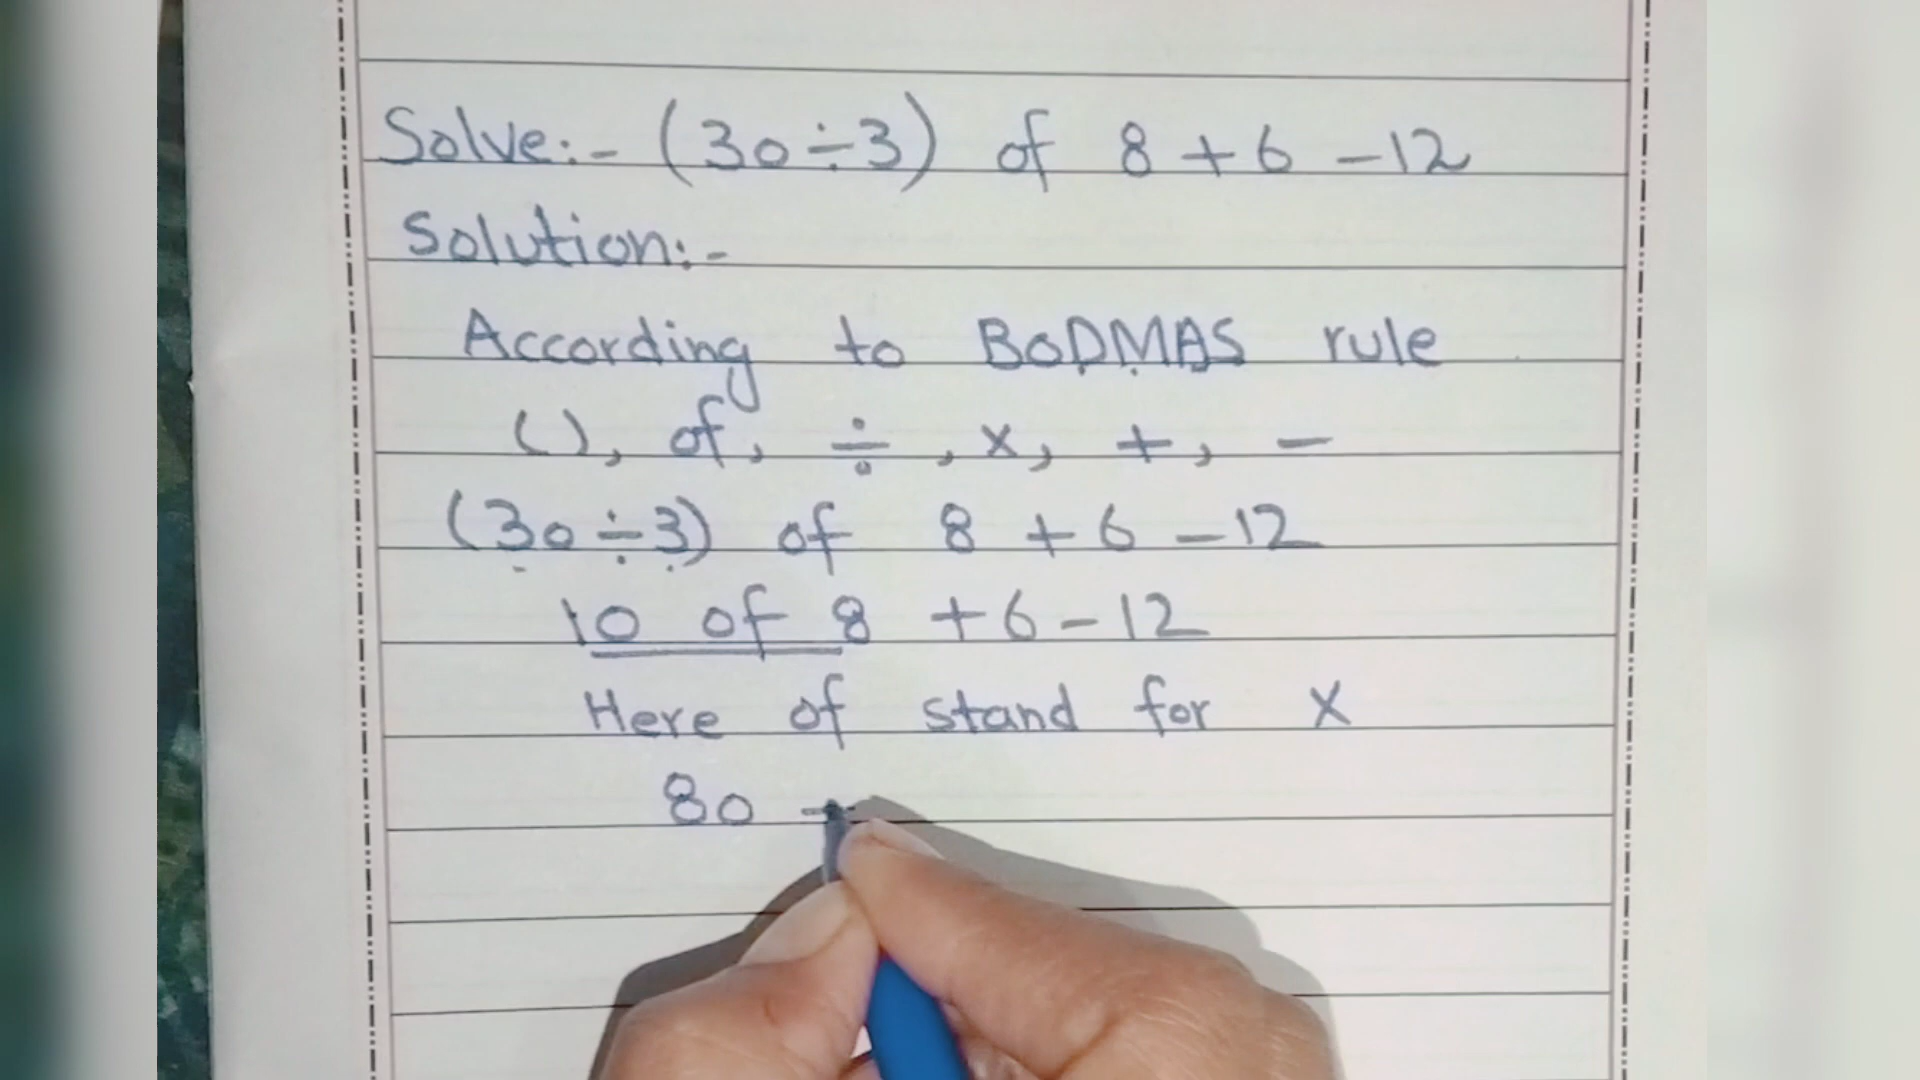 Solve:- (30÷3) of 8 + 6 - 12
Solution:-
According to BoDMAS rule
(), of, ÷, ×, +, -
(30÷3) of 8 + 6 - 12
10 of 8 + 6 - 12
Here of stand for ×
80 +